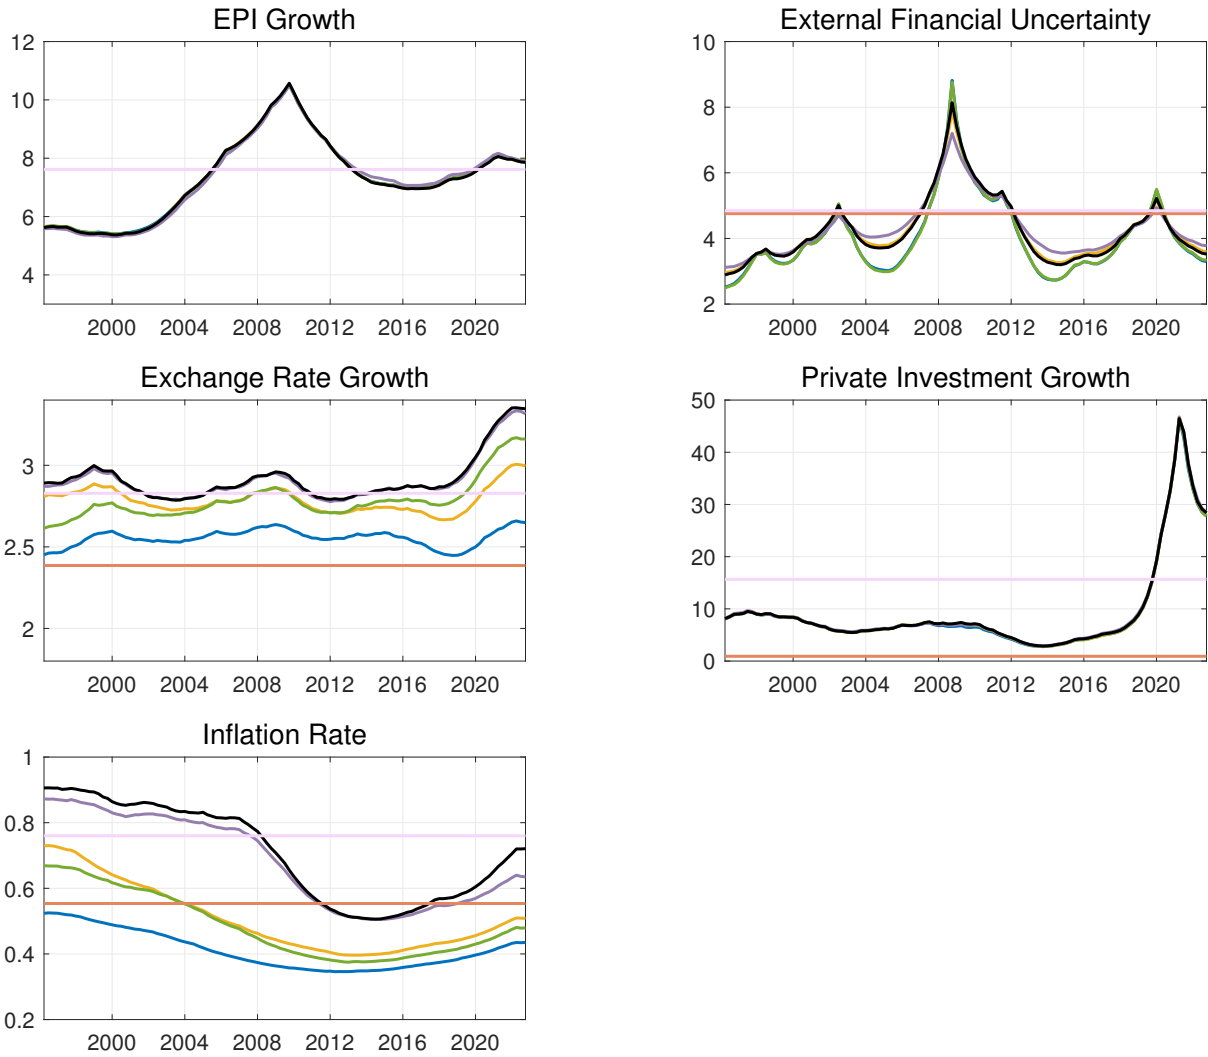 EPI Growth
12
10
8
6
4
2000 2004 2008 2012 2016 2020
External Financial Uncertainty
10
8
6
4
2
2000 2004 2008 2012 2016 2020
Exchange Rate Growth
3
2.5
2
2000 2004 2008 2012 2016 2020
Private Investment Growth
50
40
30
20
10
0
2000 2004 2008 2012 2016 2020
Inflation Rate
1
0.8
0.6
0.4
0.2
2000 2004 2008 2012 2016 2020